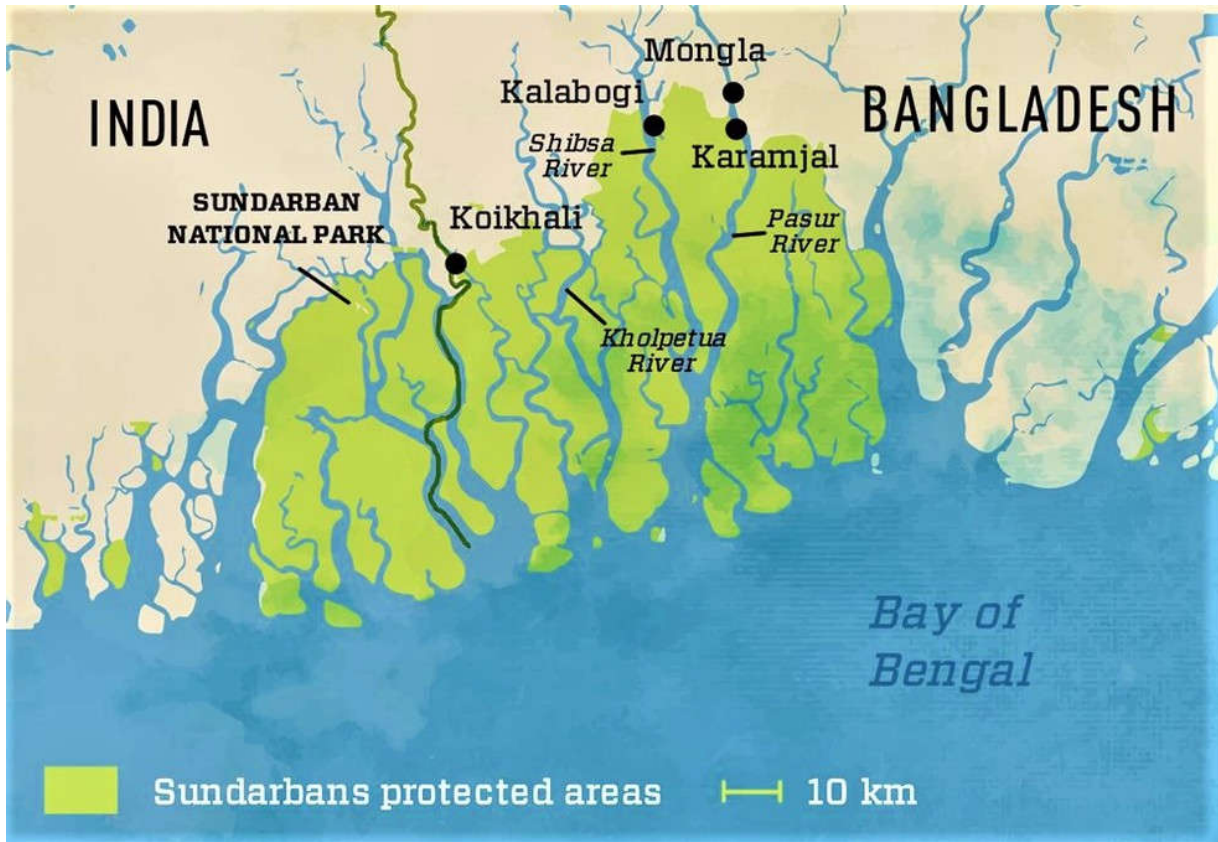 Mongla
Kalabogi
INDIA
BANGLADESH
Shibsa
River
Karamjal
SUNDARBAN
NATIONAL PARK
Koikhali
Pasur
River
Kholpetua
River
Bay of
Bengal
Sundarbans protected areas
10 km